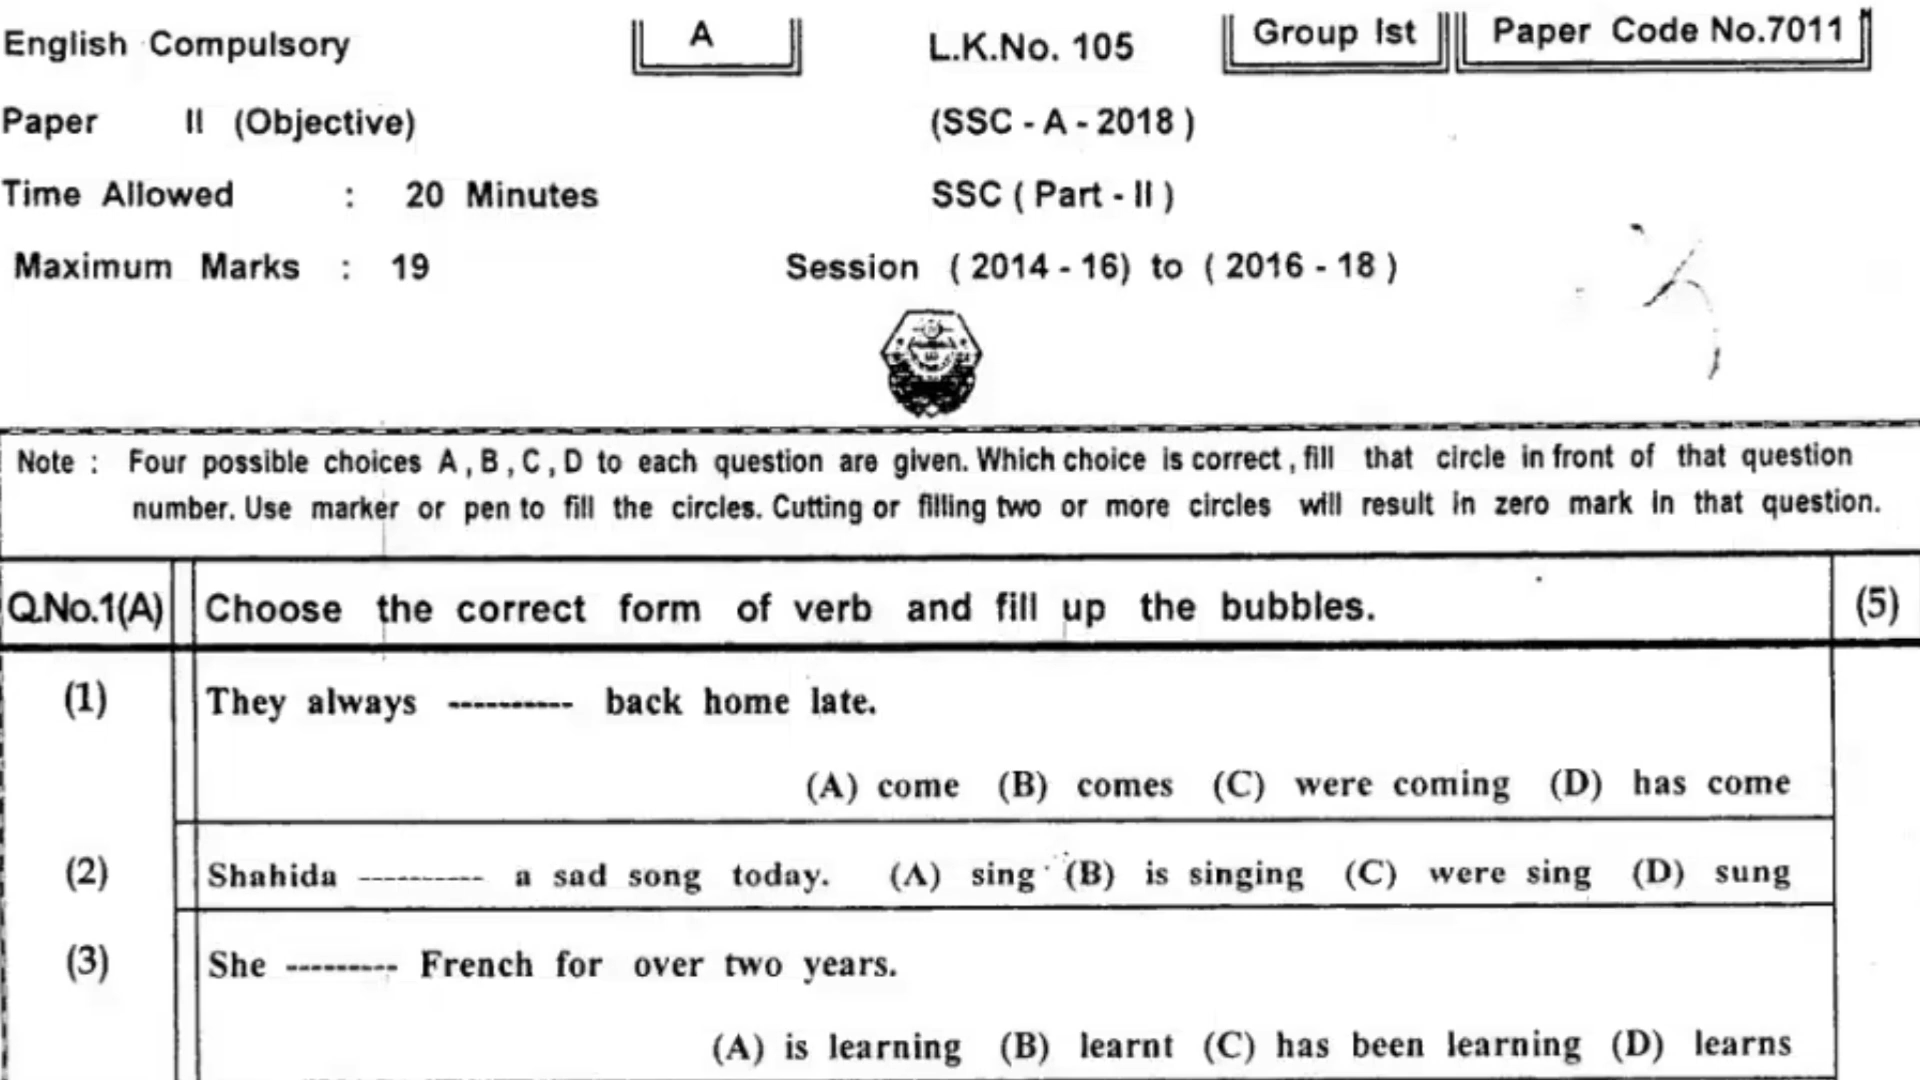 English Compulsory A L.K.No. 105 Group Ist Paper Code No.7011
Paper II (Objective) (SSC - A - 2018 )
Time Allowed : 20 Minutes SSC ( Part - II )
Maximum Marks : 19 Session ( 2014 - 16) to ( 2016 - 18 )
Note : Four possible choices A , B , C , D to each question are given. Which choice is correct , fill that circle in front of that question
number. Use marker or pen to fill the circles. Cutting or filling two or more circles will result in zero mark in that question.
Q.No.1(A) Choose the correct form of verb and fill up the bubbles. (5)
(1) They always ---------- back home late.
(A) come (B) comes (C) were coming (D) has come
(2) Shahida ---------- a sad song today. (A) sing (B) is singing (C) were sing (D) sung
(3) She --------- French for over two years.
(A) is learning (B) learnt (C) has been learning (D) learns